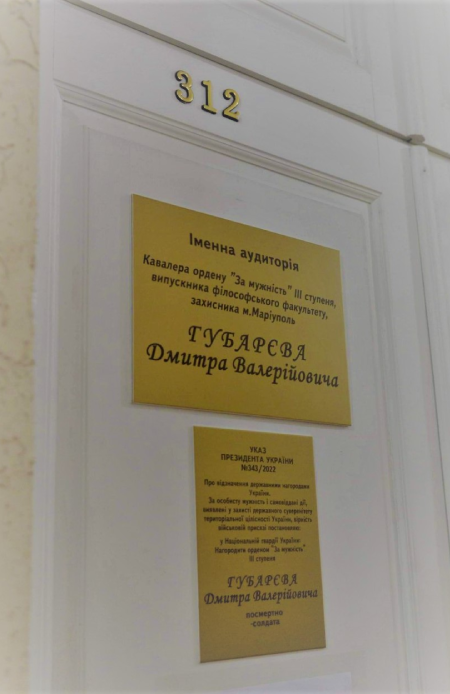 312
Іменна аудиторія
Кавалера ордену "За мужність" ІІІ ступеня,
випускника філософського факультету,
захисника м.Маріуполь
ГУБАРЄВА
Дмитра Валерійовича
УКАЗ
ПРЕЗИДЕНТА УКРАЇНИ
№343/2022
Про відзначення державними нагородами
України.
За особисту мужність і самовіддані дії,
виявлені у захисті державного суверенітету
територіальної цілісності України, вірність
військовій присязі постановляю:
у Національній гвардії України
Нагородити орденом "За мужність"
ІІІ ступеня
ГУБАРЄВА
Дмитра Валерійовича
посмертно
-солдата